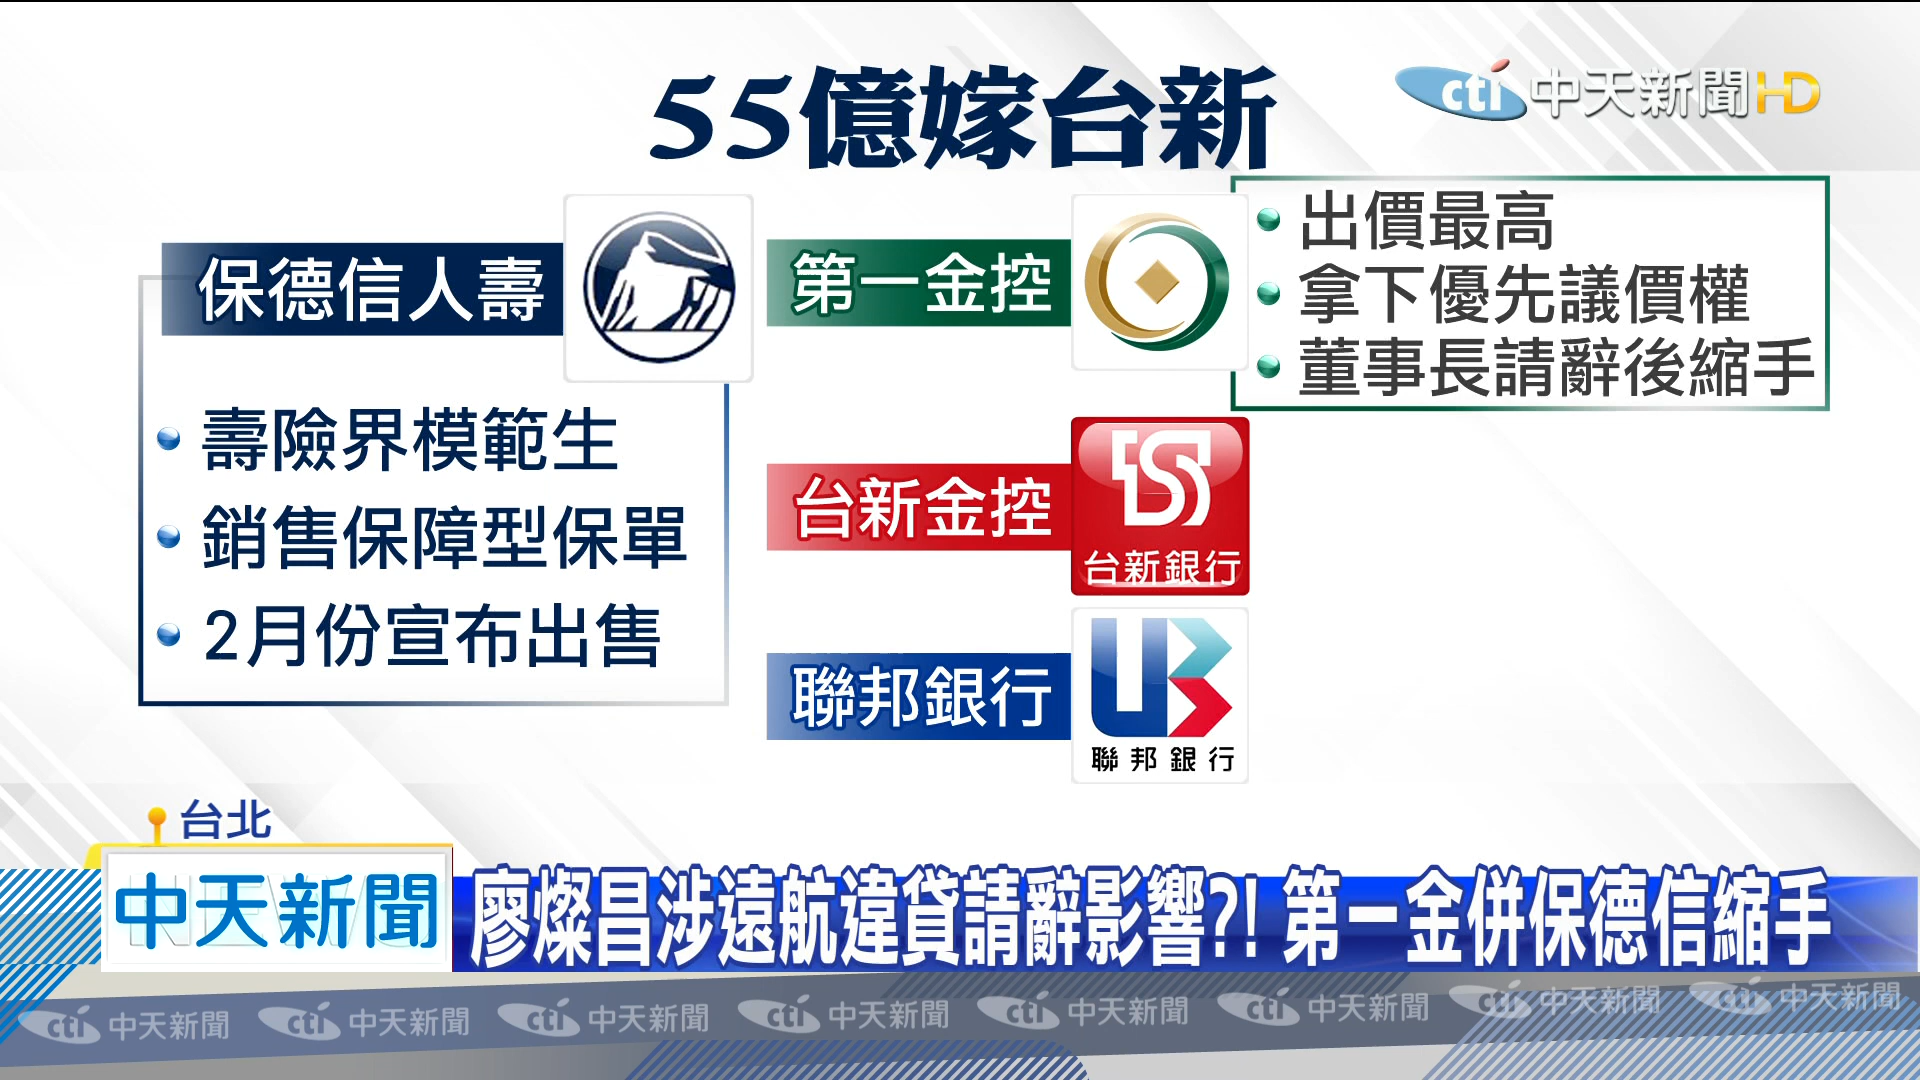 55億嫁台新
cti 中天新聞HD
保德信人壽
壽險界模範生
銷售保障型保單
2月份宣布出售
第一金控
出價最高
拿下優先議價權
董事長請辭後縮手
台新金控
台新銀行
聯邦銀行
聯邦銀行
台北
中天新聞
廖燦昌涉遠航違貸請辭影響?! 第一金併保德信縮手
cti 中天新聞 cti 中天新聞 cti 中天新聞 cti 中天新聞 cti 中天新聞 cti 中天新聞 cti 中天新聞 cti 中天新聞